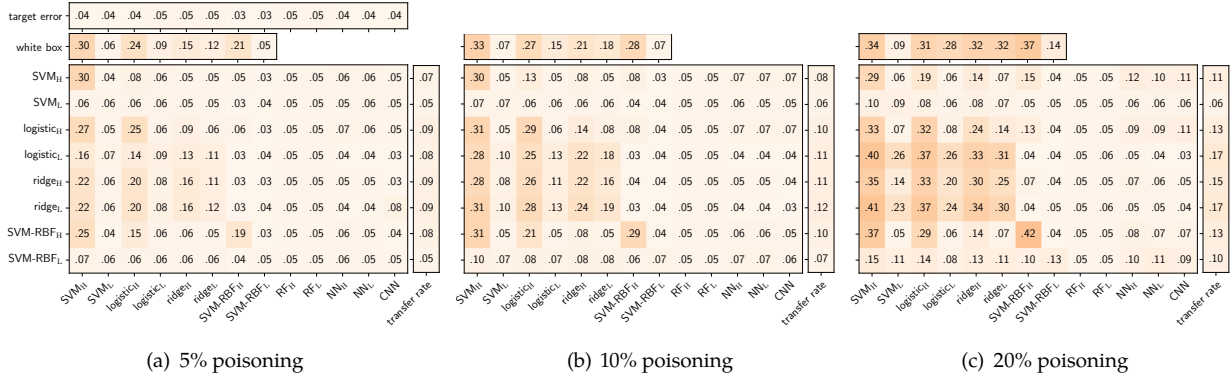 target error .04 .04 .04 .05 .04 .04 .03 .03 .04 .04 .04 .04 .04
white box .30 .06 .24 .09 .15 .12 .21 .05
SVMH .30 .04 .08 .06 .05 .05 .03 .03 .05 .05 .06 .06 .05 .07
SVML .06 .06 .06 .06 .05 .05 .03 .04 .05 .05 .05 .05 .05 .05
logisticH .27 .05 .25 .06 .09 .06 .06 .03 .05 .05 .07 .06 .05 .09
logisticL .16 .07 .14 .09 .13 .11 .03 .04 .05 .05 .05 .04 .03 .08
ridgeH .22 .06 .20 .08 .16 .11 .03 .03 .05 .05 .05 .05 .03 .09
ridgeL .22 .06 .20 .08 .16 .12 .03 .04 .05 .05 .04 .04 .08 .09
SVM-RBFH .25 .04 .15 .06 .06 .05 .19 .03 .05 .05 .06 .05 .04 .08
SVM-RBFL .07 .06 .06 .06 .06 .06 .04 .05 .05 .05 .05 .05 .04 .05
SVMH SVML logisticH logisticL ridgeH ridgeL SVM-RBFH SVM-RBFL RFH RFL NNH NNL CNN transfer rate
(a) 5% poisoning
.33 .07 .27 .15 .21 .18 .28 .07
.30 .05 .13 .05 .08 .05 .08 .03 .05 .05 .07 .07 .07 .08
.07 .07 .06 .06 .06 .06 .04 .04 .05 .05 .05 .05 .04 .06
.31 .05 .29 .06 .14 .08 .08 .04 .05 .05 .07 .07 .07 .10
.28 .10 .25 .13 .22 .18 .03 .04 .05 .05 .05 .04 .04 .11
.28 .08 .26 .11 .22 .16 .04 .04 .05 .05 .06 .05 .04 .11
.31 .10 .28 .13 .24 .19 .03 .04 .05 .05 .05 .04 .03 .12
.31 .05 .21 .05 .08 .05 .29 .04 .05 .05 .06 .06 .05 .10
.10 .07 .08 .07 .08 .07 .06 .07 .05 .05 .07 .07 .05 .07
SVMH SVML logisticH logisticL ridgeH ridgeL SVM-RBFH SVM-RBFL RFH RFL NNH NNL CNN transfer rate
(b) 10% poisoning
.34 .09 .31 .28 .32 .32 .37 .14
.29 .06 .19 .06 .14 .07 .15 .04 .05 .05 .12 .10 .11 .11
.10 .09 .08 .06 .08 .07 .05 .05 .05 .05 .06 .06 .06
.33 .07 .32 .08 .24 .14 .13 .04 .05 .05 .09 .09 .11 .13
.40 .26 .37 .26 .33 .31 .04 .04 .05 .06 .05 .04 .03 .17
.35 .14 .33 .20 .30 .25 .05 .04 .05 .05 .07 .06 .05 .15
.41 .23 .37 .24 .34 .30 .04 .04 .05 .05 .06 .05 .04 .17
.37 .05 .29 .06 .14 .07 .42 .04 .05 .05 .08 .07 .07 .13
.15 .11 .14 .08 .13 .11 .10 .13 .05 .05 .10 .11 .09 .10
SVMH SVML logisticH logisticL ridgeH ridgeL SVM-RBFH SVM-RBFL RFH RFL NNH NNL CNN transfer rate
(c) 20% poisoning